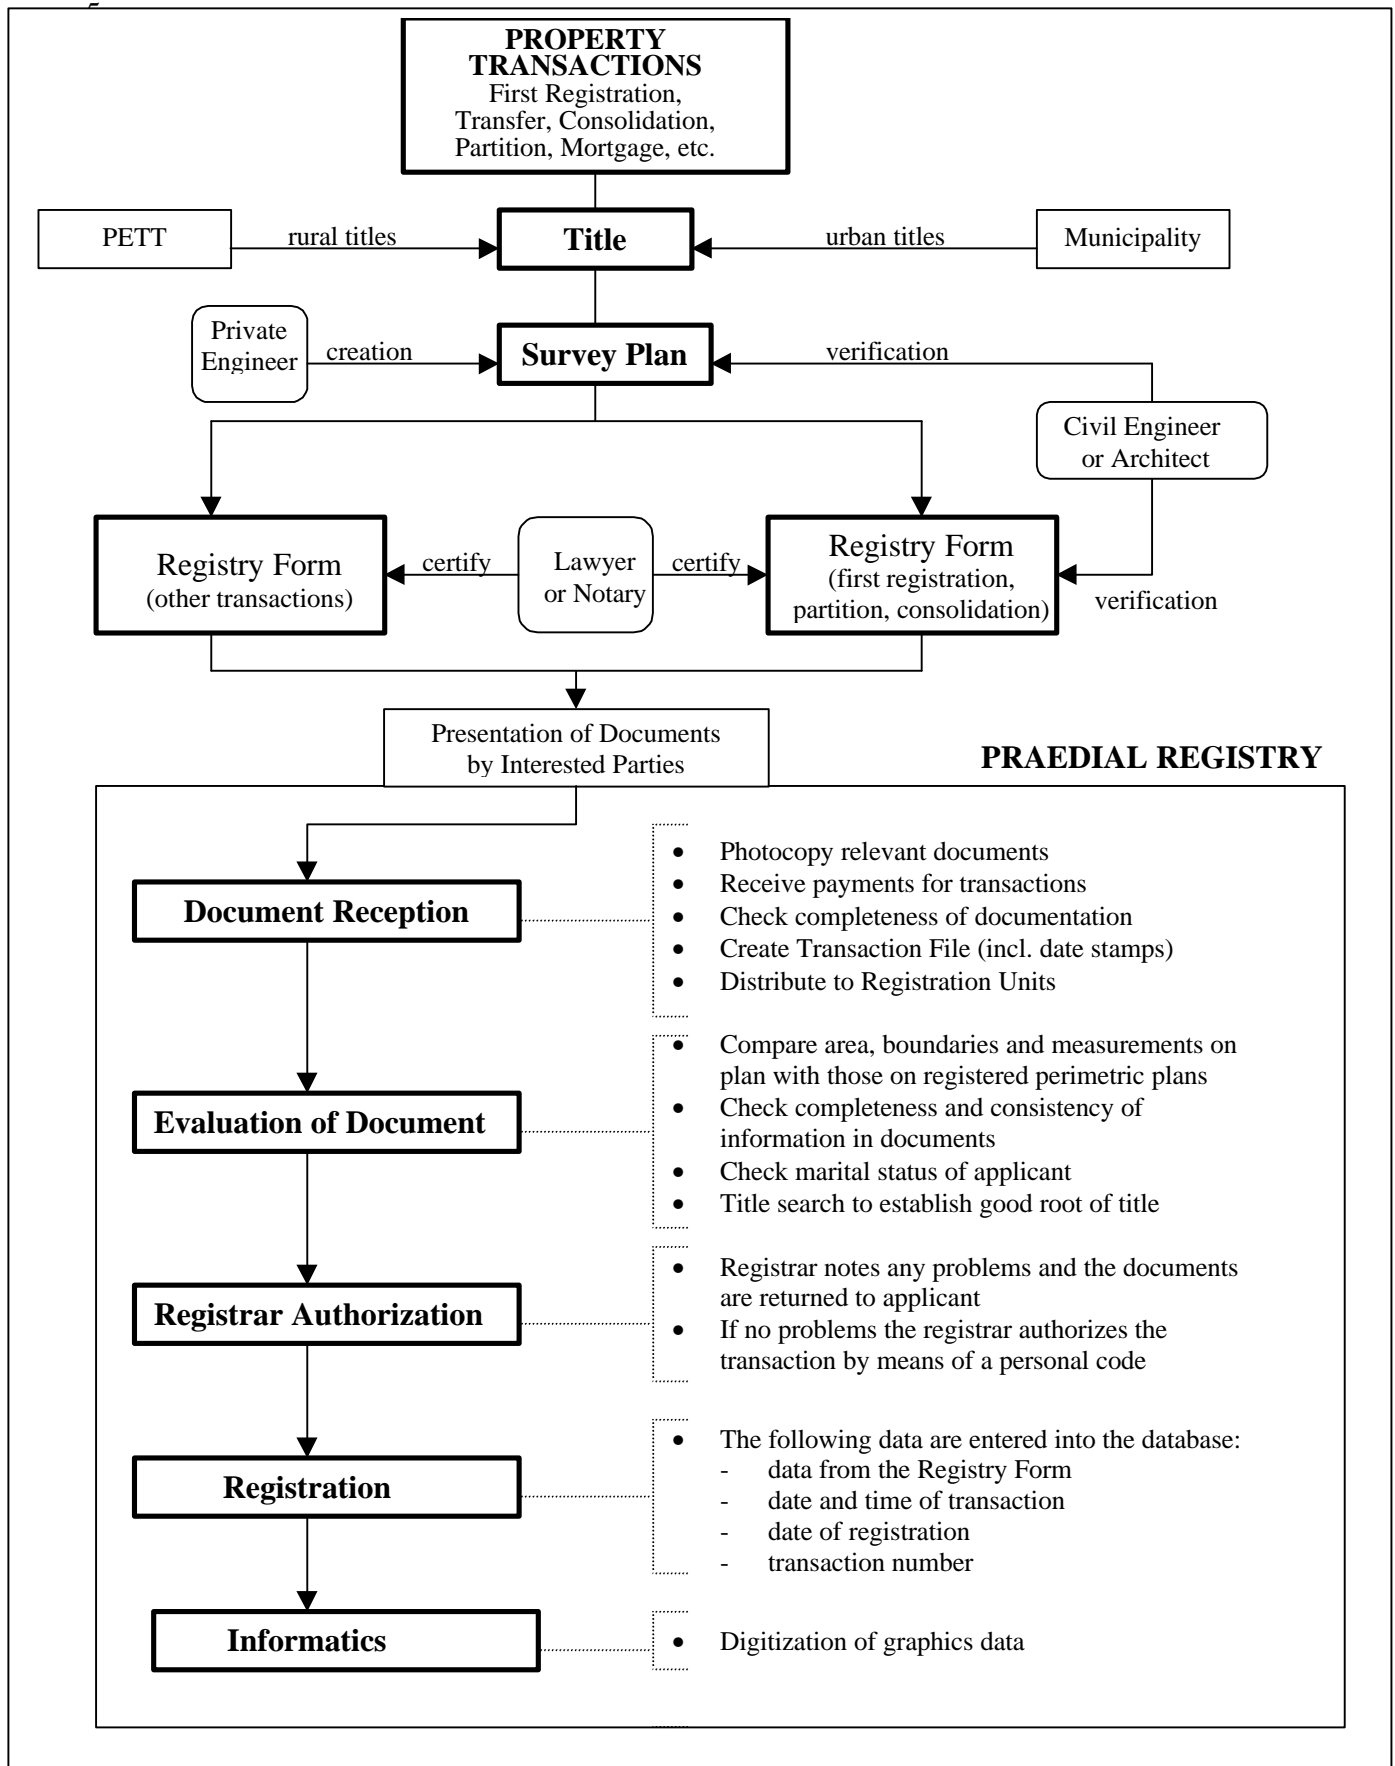 PROPERTY
TRANSACTIONS
First Registration,
Transfer, Consolidation,
Partition, Mortgage, etc.
PETT
rural titles
Title
urban titles
Municipality
Private
Engineer
creation
Survey Plan
verification
Civil Engineer
or Architect
Registry Form
(other transactions)
certify
Lawyer
or Notary
certify
Registry Form
(first registration,
partition, consolidation)
verification
Presentation of Documents
by Interested Parties
PRAEDIAL REGISTRY
Document Reception
• Photocopy relevant documents
• Receive payments for transactions
• Check completeness of documentation
• Create Transaction File (incl. date stamps)
• Distribute to Registration Units
Evaluation of Document
• Compare area, boundaries and measurements on
plan with those on registered perimetric plans
• Check completeness and consistency of
information in documents
• Check marital status of applicant
• Title search to establish good root of title
Registrar Authorization
• Registrar notes any problems and the documents
are returned to applicant
• If no problems the registrar authorizes the
transaction by means of a personal code
Registration
• The following data are entered into the database:
- data from the Registry Form
- date and time of transaction
- date of registration
- transaction number
Informatics
• Digitization of graphics data